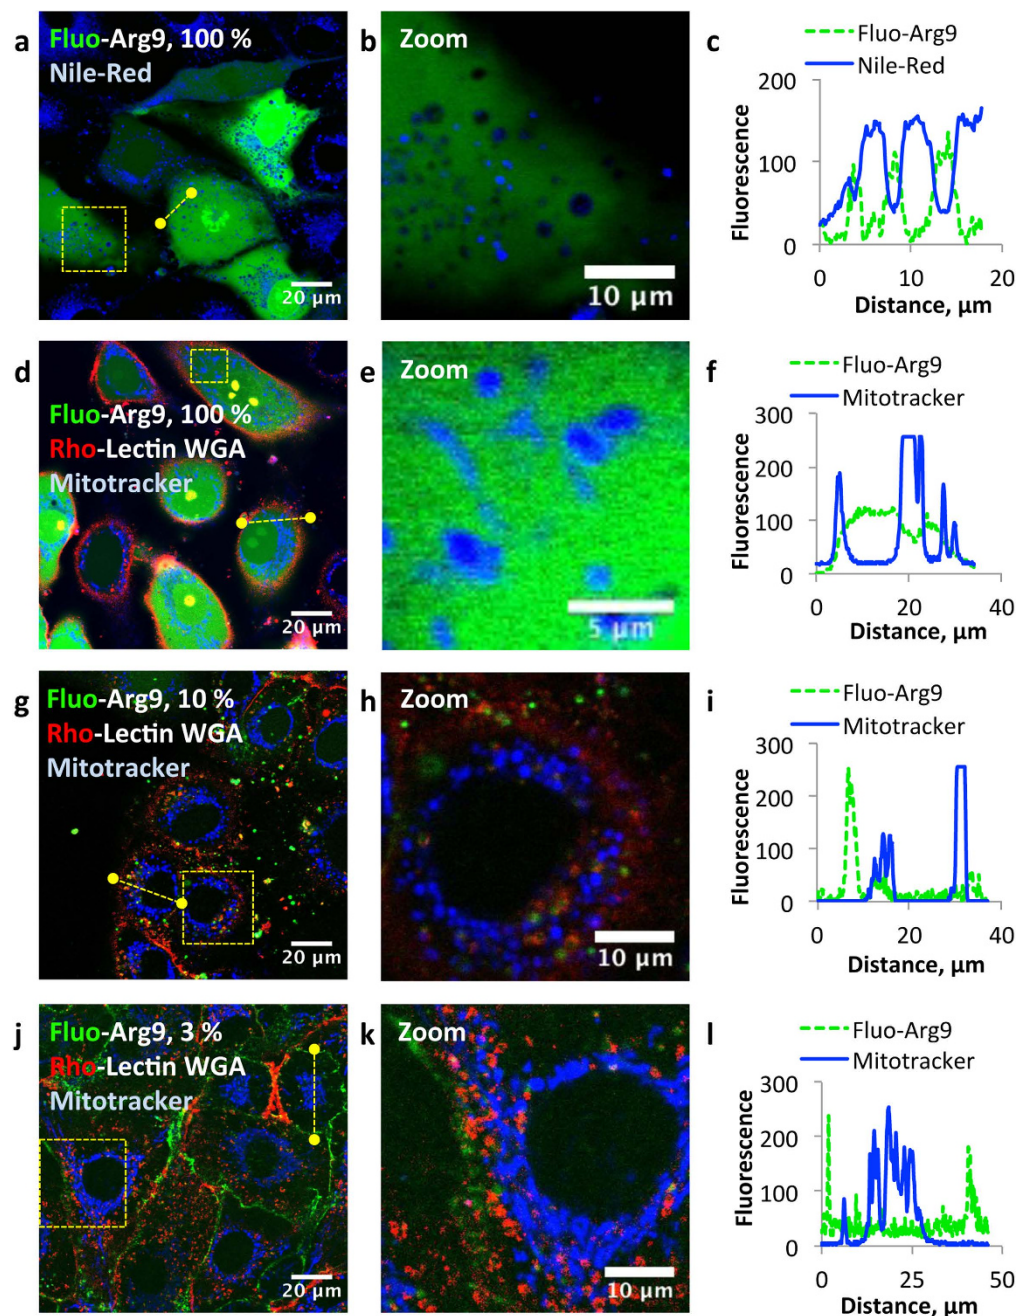 a
Fluo-Arg9, 100 %
Nile-Red
20 µm
b
Zoom
10 µm
c
Fluo-Arg9
Nile-Red
Fluorescence
200
100
0
0 10 20
Distance, µm
d
Fluo-Arg9, 100 %
Rho-Lectin WGA
Mitotracker
20 µm
e
Zoom
5 µm
f
Fluo-Arg9
Mitotracker
Fluorescence
300
200
100
0
0 20 40
Distance, µm
g
Fluo-Arg9, 10 %
Rho-Lectin WGA
Mitotracker
20 µm
h
Zoom
10 µm
i
Fluo-Arg9
Mitotracker
Fluorescence
300
200
100
0
0 20 40
Distance, µm
j
Fluo-Arg9, 3 %
Rho-Lectin WGA
Mitotracker
20 µm
k
Zoom
10 µm
l
Fluo-Arg9
Mitotracker
Fluorescence
300
200
100
0
0 25 50
Distance, µm